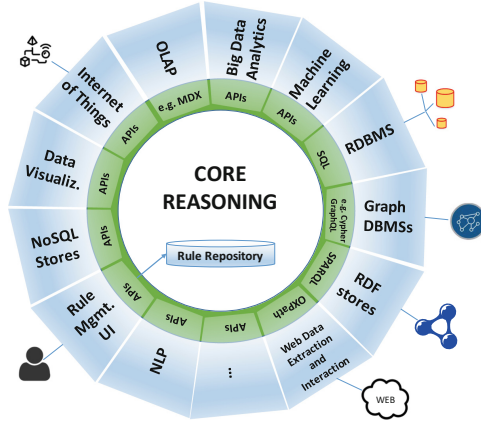 OLAP
Big Data
Analytics
Machine
Learning
RDBMS
Graph
DBMSs
RDF
stores
Web Data
Extraction
and
Interaction
...
NLP
Rule
Mgmt.
UI
NoSQL
Stores
Data
Visualiz.
Internet
of Things
e.g. MDX
APIs
APIs
SQL
e.g. Cypher
GraphQL
SPARQL
OXPath
APIs
APIs
APIs
APIs
APIs
APIs
CORE
REASONING
Rule Repository
WEB